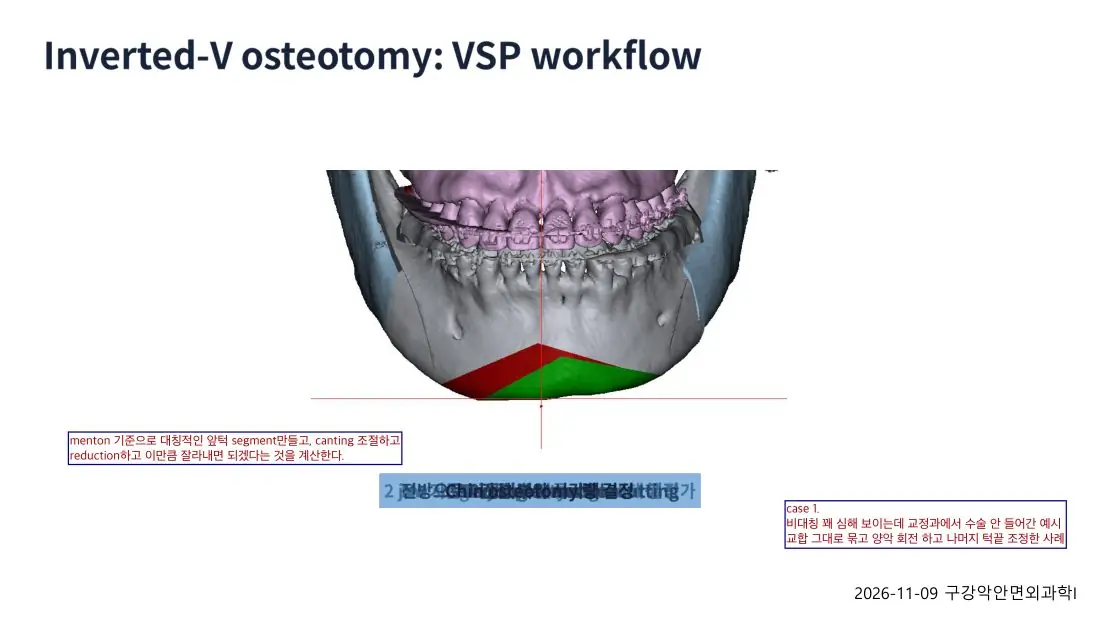 Inverted-V osteotomy: VSP workflow
menton 기준으로 대칭적인 앞턱 segment만들고, canting 조절하고
reduction하고 이만큼 잘라내면 되겠다는 것을 계산한다.
Chin osteotomy
결정
case 1.
비대칭 꽤 심해 보이는데 교정과에서 수술 안 들어간 예시
교합 그대로 묶고 양악 회전 하고 나머지 턱끝 조정한 사례
2026-11-09 구강악안면외과학I